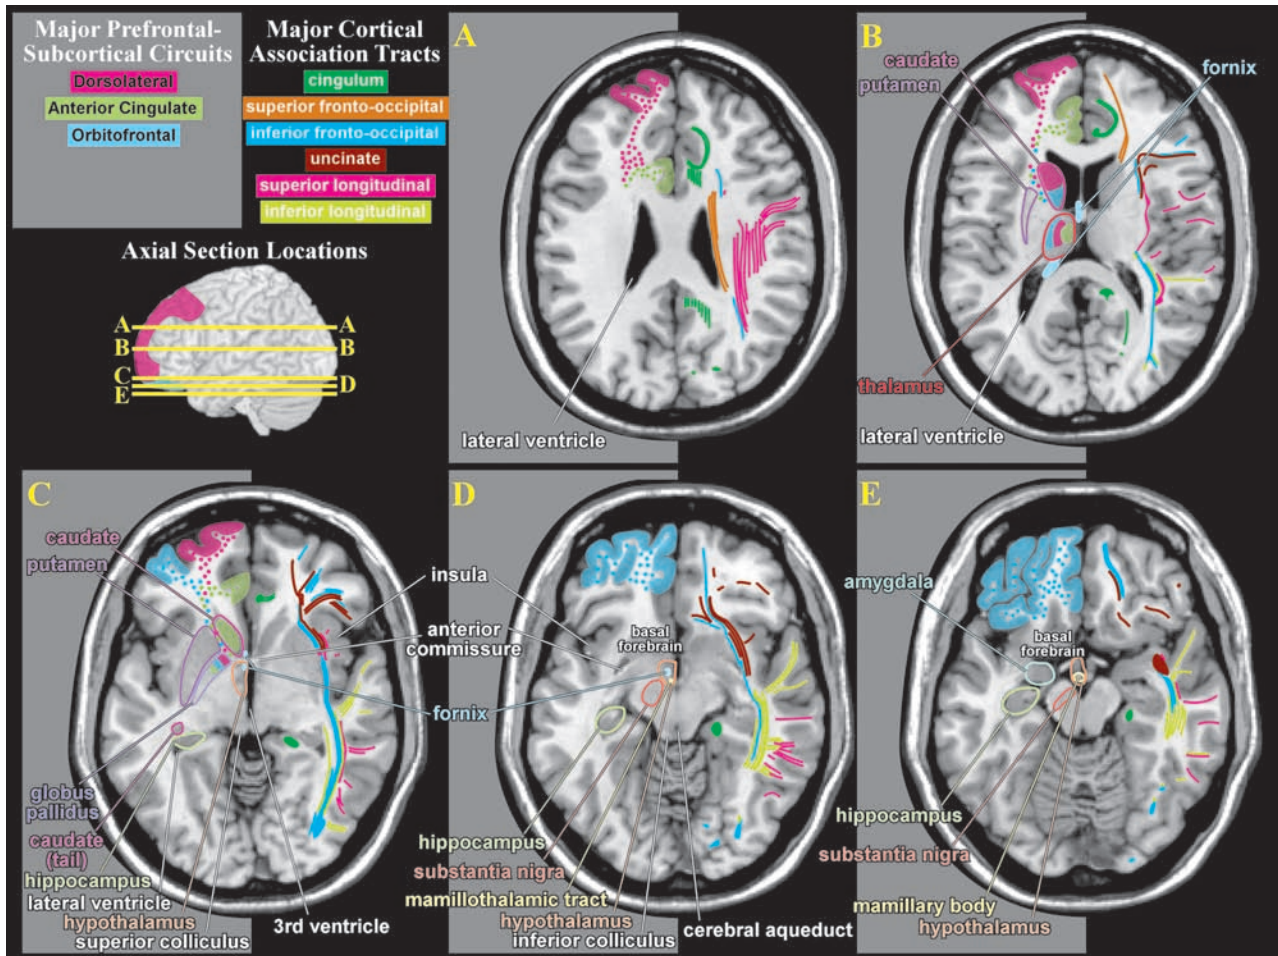 Major Prefrontal-
Subcortical Circuits
Dorsolateral
Anterior Cingulate
Orbitofrontal
Major Cortical
Association Tracts
cingulum
superior fronto-occipital
inferior fronto-occipital
uncinate
superior longitudinal
inferior longitudinal
Axial Section Locations
A A
B B
C
D
E
A
lateral ventricle
B
caudate
putamen
fornix
thalamus
lateral ventricle
C
caudate
putamen
globus
pallidus
caudate
(tail)
hippocampus
lateral ventricle
hypothalamus
superior colliculus
3rd ventricle
insula
anterior
commissure
fornix
D
basal
forebrain
hippocampus
substantia nigra
mamillothalamic tract
hypothalamus
inferior colliculus
cerebral aqueduct
E
amygdala
basal
forebrain
hippocampus
substantia nigra
mamillary body
hypothalamus